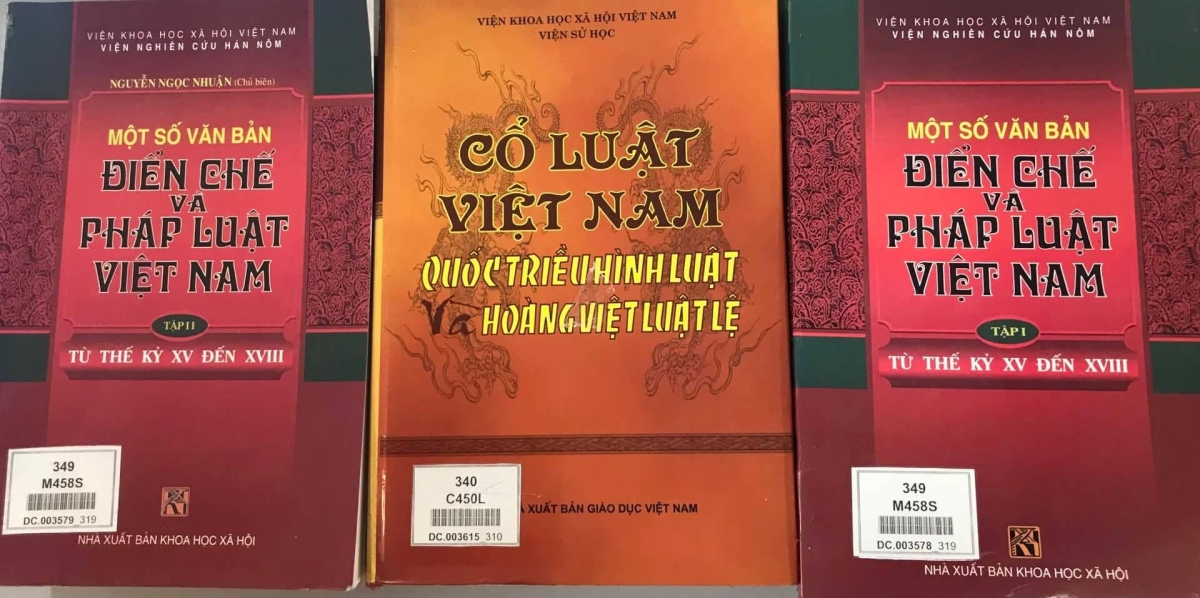 VIỆN KHOA HỌC XÃ HỘI VIỆT NAM
VIỆN NGHIÊN CỨU HÁN NÔM
NGUYỄN NGỌC NHUẬN (Chủ biên)
MỘT SỐ VĂN BẢN
ĐIỂN CHẾ
VÀ
PHÁP LUẬT
VIỆT NAM
TẬP II
TỪ THẾ KỶ XV ĐẾN XVIII
349
M458S
DC.003579_319
NHÀ XUẤT BẢN KHOA HỌC XÃ HỘI
VIỆN KHOA HỌC XÃ HỘI VIỆT NAM
VIỆN SỬ HỌC
CỔ LUẬT
VIỆT NAM
QUỐC TRIỀU HÌNH LUẬT
Và HOÀNG VIỆT LUẬT LỆ
340
C450L
DC.003615_310
XUẤT BẢN GIÁO DỤC VIỆT NAM
VIỆN KHOA HỌC XÃ HỘI VIỆT NAM
VIỆN NGHIÊN CỨU HÁN NÔM
MỘT SỐ VĂN BẢN
ĐIỂN CHẾ
VÀ
PHÁP LUẬT
VIỆT NAM
TẬP I
TỪ THẾ KỶ XV ĐẾN XVIII
349
M458S
DC.003578_319
NHÀ XUẤT BẢN KHOA HỌC XÃ HỘI